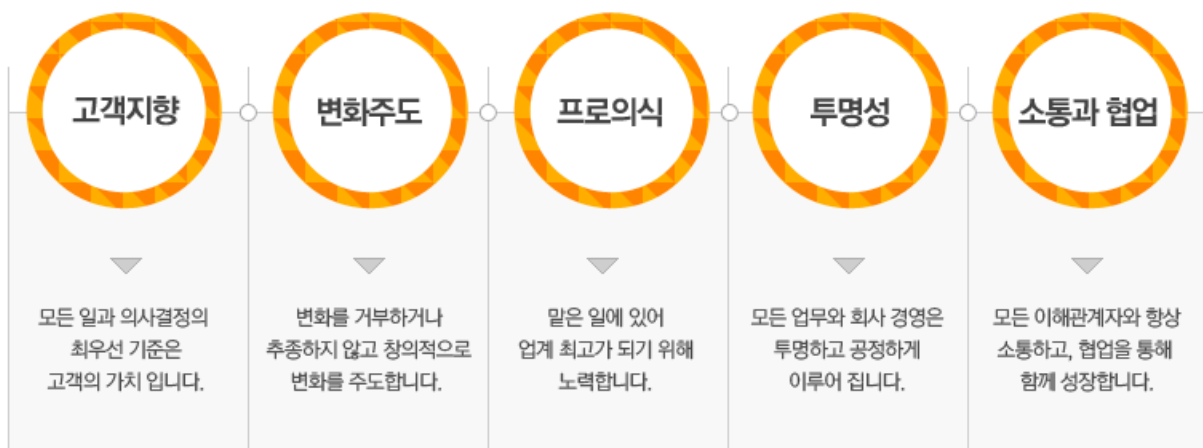 고객지향
변화주도
프로의식
투명성
소통과 협업
모든 일과 의사결정의
최우선 기준은
고객의 가치 입니다.
변화를 거부하거나
추종하지 않고 창의적으로
변화를 주도합니다.
맡은 일에 있어
업계 최고가 되기 위해
노력합니다.
모든 업무와 회사 경영은
투명하고 공정하게
이루어 집니다.
모든 이해관계자와 항상
소통하고, 협업을 통해
함께 성장합니다.